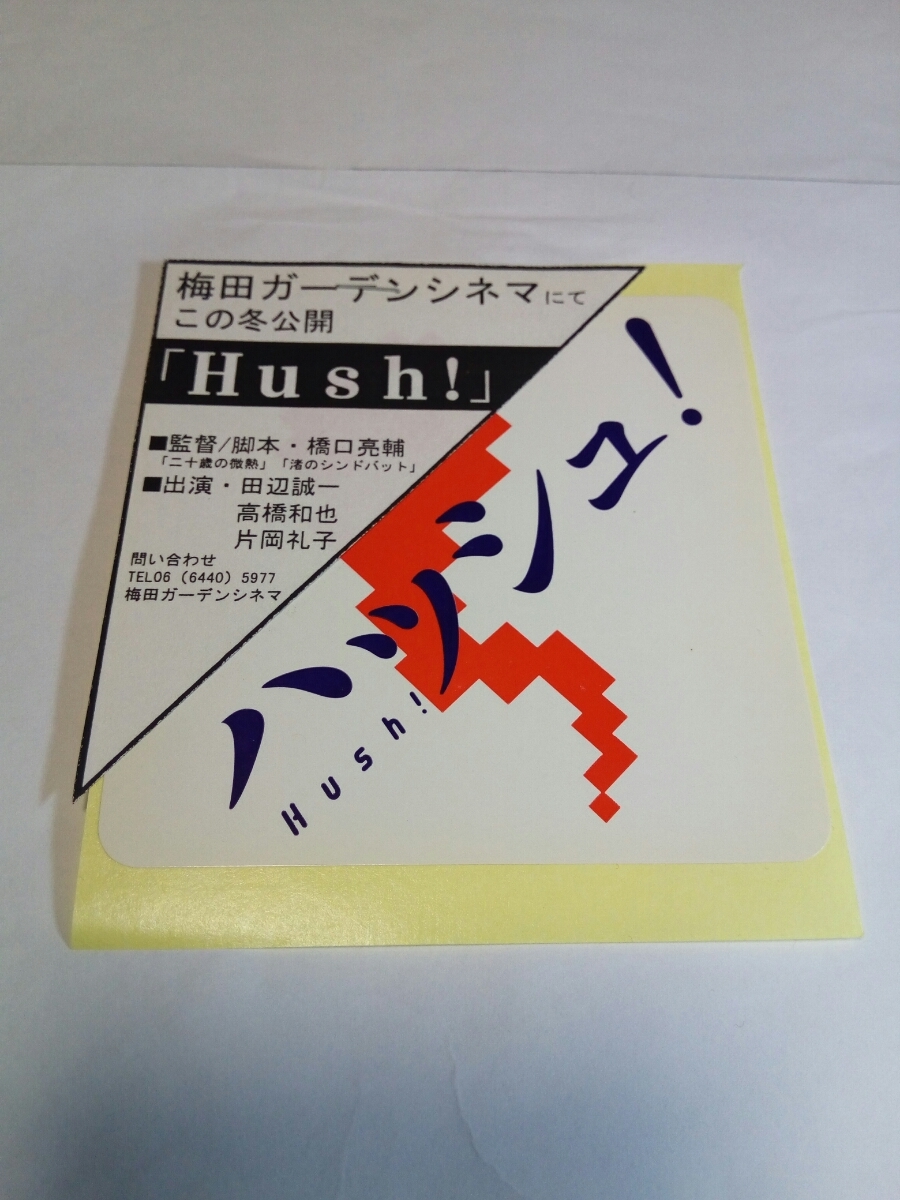 梅田ガーデンシネマにて
この冬公開
「Hush!」
■監督/脚本・橋口亮輔
「二十歳の微熱」「渚のシンドバット」
■出演・田辺誠一
高橋和也
片岡礼子
問い合わせ
TEL06 (6440) 5977
梅田ガーデンシネマ
ハッシュ!
Hush!